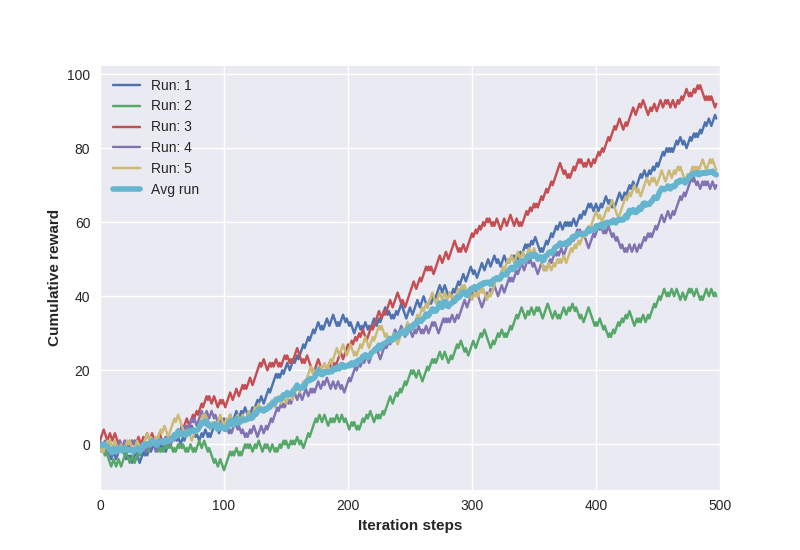 100
80
60
40
20
0
Cumulative reward
Run: 1
Run: 2
Run: 3
Run: 4
Run: 5
Avg run
0 100 200 300 400 500
Iteration steps